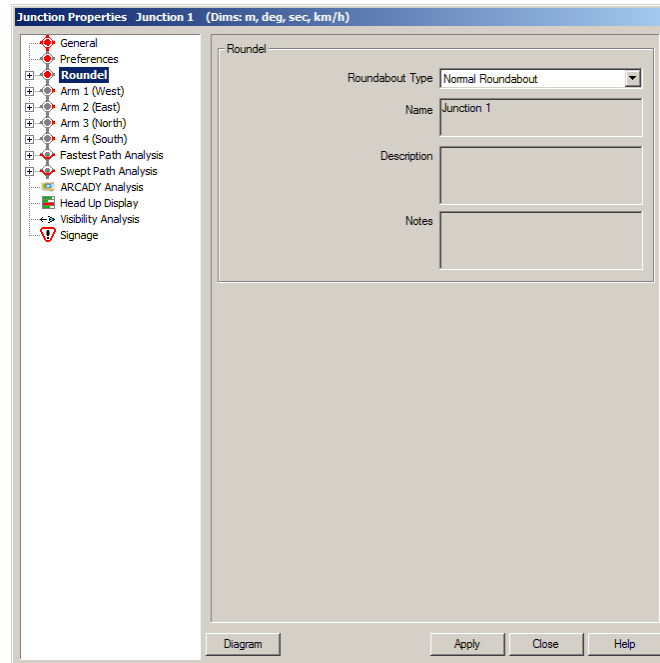 Junction Properties Junction 1 (Dims: m, deg, sec, km/h)
General
Preferences
Roundel
Arm 1 (West)
Arm 2 (East)
Arm 3 (North)
Arm 4 (South)
Fastest Path Analysis
Swept Path Analysis
ARCADY Analysis
Head Up Display
Visibility Analysis
Signage
Roundel
Roundabout Type Normal Roundabout
Name Junction 1
Description
Notes
Diagram Apply Close Help